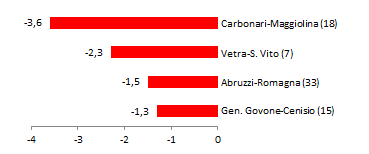 -3,6 Carbonari-Maggiolina (18)
-2,3 Vetra-S. Vito (7)
-1,5 Abruzzi-Romagna (33)
-1,3 Gen. Govone-Cenisio (15)
-4 -3 -2 -1 0